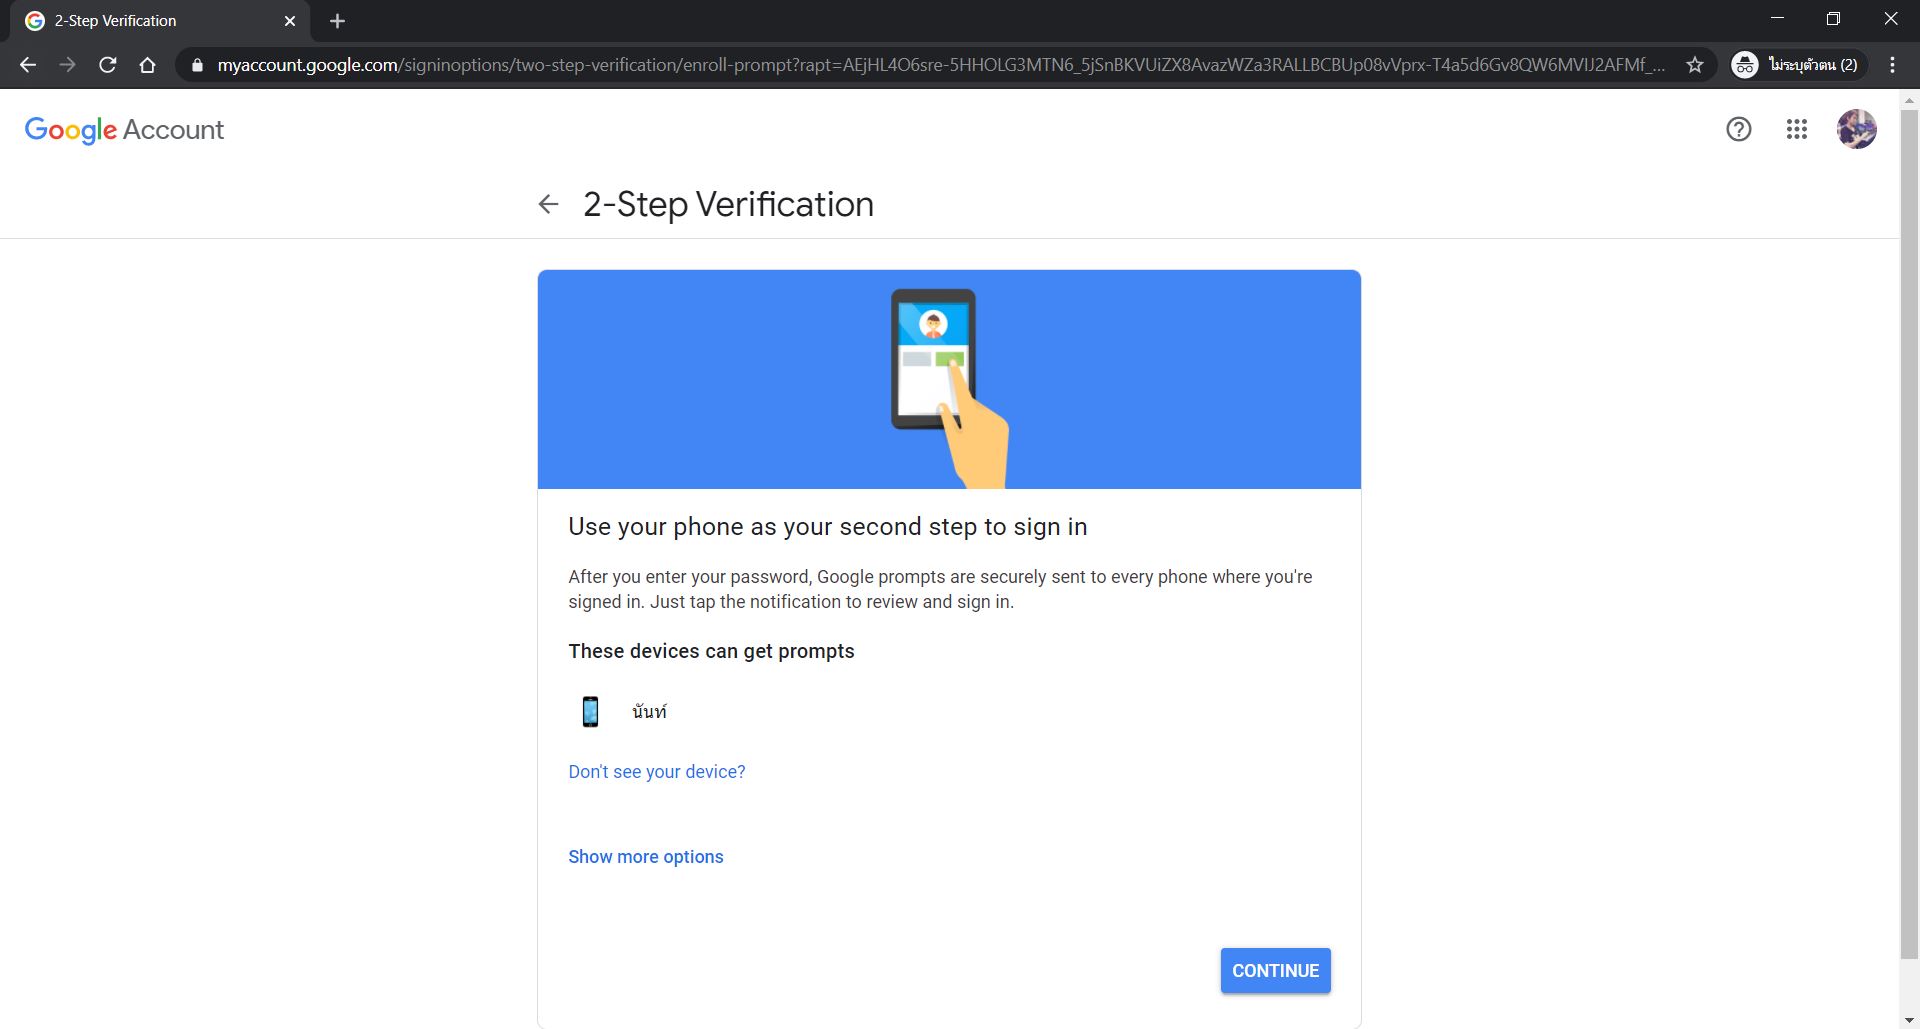 2-Step Verification
myaccount.google.com/signinoptions/two-step-verification/enroll-prompt?rapt=AEjHL4O6sre-5HHOLG3MTN6_5jSnBKVUiZX8AvazWZa3RALLBCBUp08vVprx-T4a5d6Gv8QW6MVIJ2AFMf_...
ไม่ระบุตัวตน (2)
Google Account
2-Step Verification
Use your phone as your second step to sign in
After you enter your password, Google prompts are securely sent to every phone where you're
signed in. Just tap the notification to review and sign in.
These devices can get prompts
นันท์
Don't see your device?
Show more options
CONTINUE